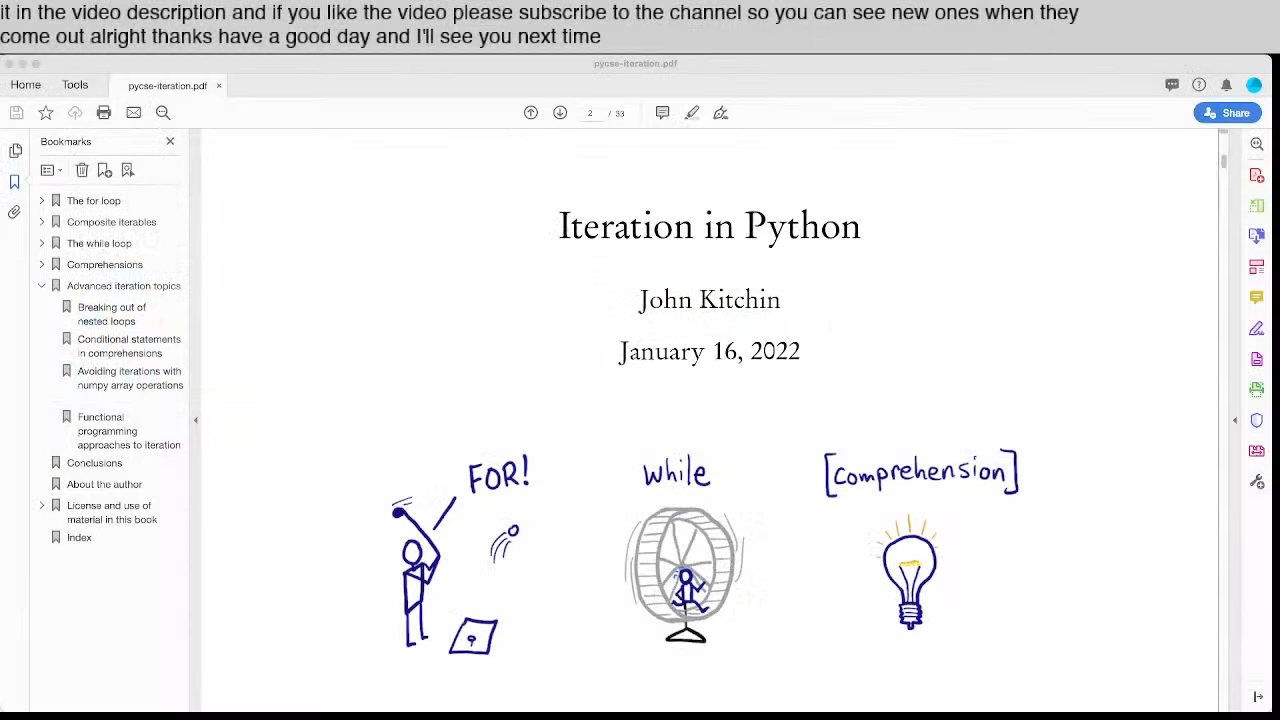 it in the video description and if you like the video please subscribe to the channel so you can see new ones when they
come out alright thanks have a good day and I'll see you next time
pycse-iteration.pdf
Home
Tools
pycse-iteration.pdf ×
2 / 33
Share
Bookmarks
The for loop
Composite iterables
The while loop
Comprehensions
Advanced iteration topics
Breaking out of
nested loops
Conditional statements
in comprehensions
Avoiding iterations with
numpy array operations
Functional
programming
approaches to iteration
Conclusions
About the author
License and use of
material in this book
Index
Iteration in Python
John Kitchin
January 16, 2022
FOR!
while
[comprehension]